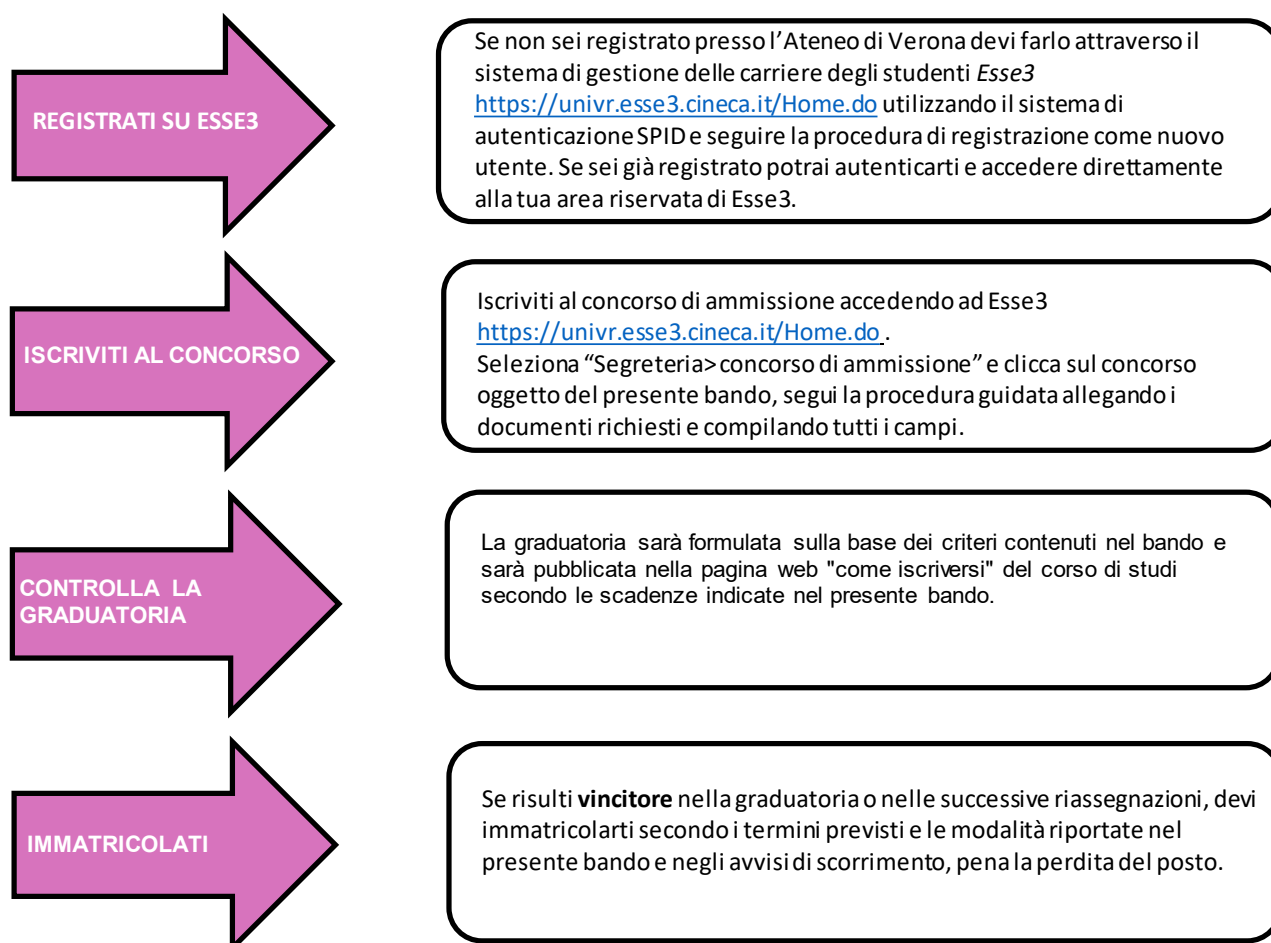 REGISTRATI SU ESSE3
Se non sei registrato presso l'Ateneo di Verona devi farlo attraverso il
sistema di gestione delle carriere degli studenti Esse3
https://univr.esse3.cineca.it/Home.do utilizzando il sistema di
autenticazione SPID e seguire la procedura di registrazione come nuovo
utente. Se sei già registrato potrai autenticarti e accedere direttamente
alla tua area riservata di Esse3.
ISCRIVITI AL CONCORSO
Iscriviti al concorso di ammissione accedendo ad Esse3
https://univr.esse3.cineca.it/Home.do .
Seleziona “Segreteria> concorso di ammissione” e clicca sul concorso
oggetto del presente bando, segui la procedura guidata allegando i
documenti richiesti e compilando tutti i campi.
CONTROLLA LA
GRADUATORIA
La graduatoria sarà formulata sulla base dei criteri contenuti nel bando e
sarà pubblicata nella pagina web "come iscriversi" del corso di studi
secondo le scadenze indicate nel presente bando.
IMMATRICOLATI
Se risulti vincitore nella graduatoria o nelle successive riassegnazioni, devi
immatricolarti secondo i termini previsti e le modalità riportate nel
presente bando e negli avvisi di scorrimento, pena la perdita del posto.